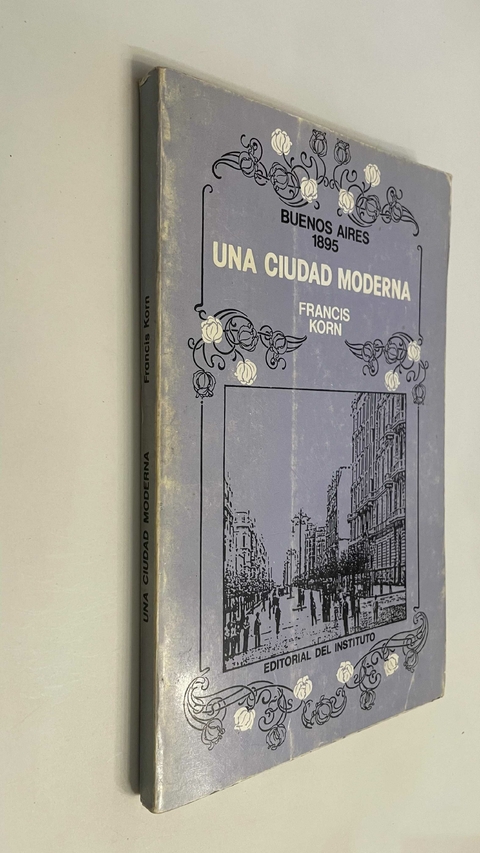 BUENOS AIRES
1895
UNA CIUDAD MODERNA
FRANCIS
KORN
EDITORIAL DEL INSTITUTO
UNA CIUDAD MODERNA Francis Korn